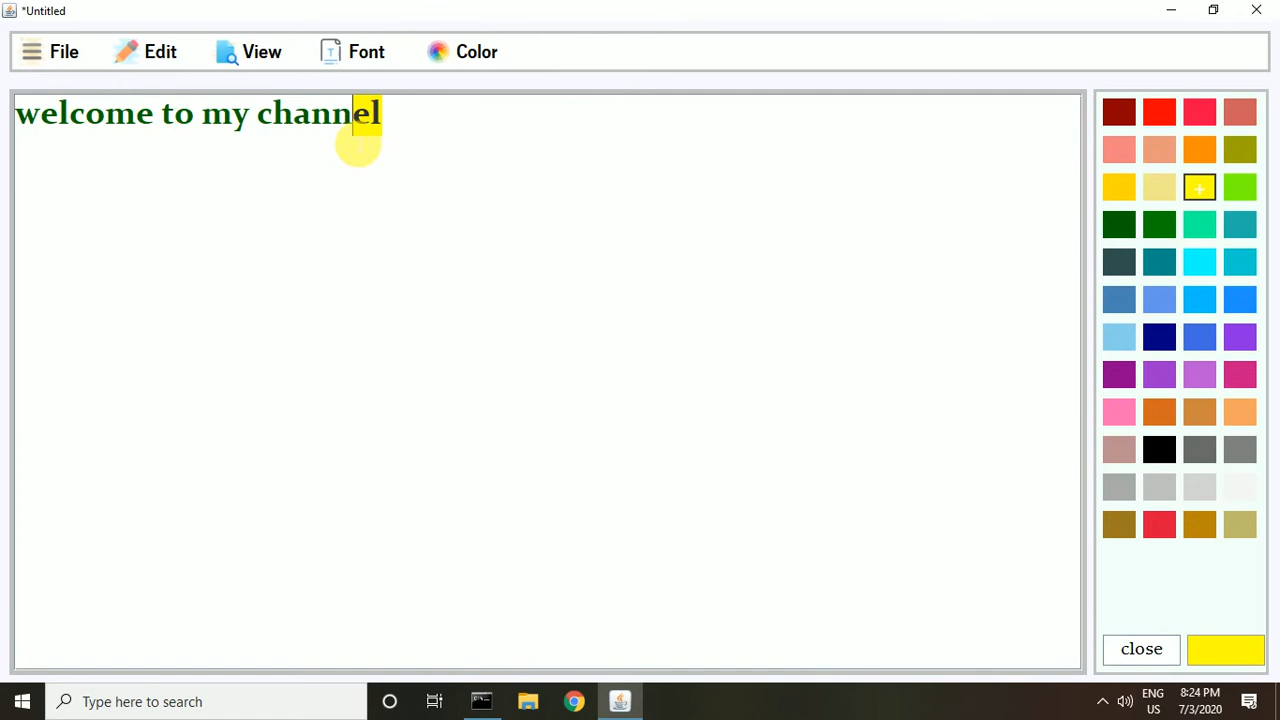 *Untitled
File Edit View Font Color
welcome to my channel
close
Type here to search
ENG
US
8:24 PM
7/3/2020